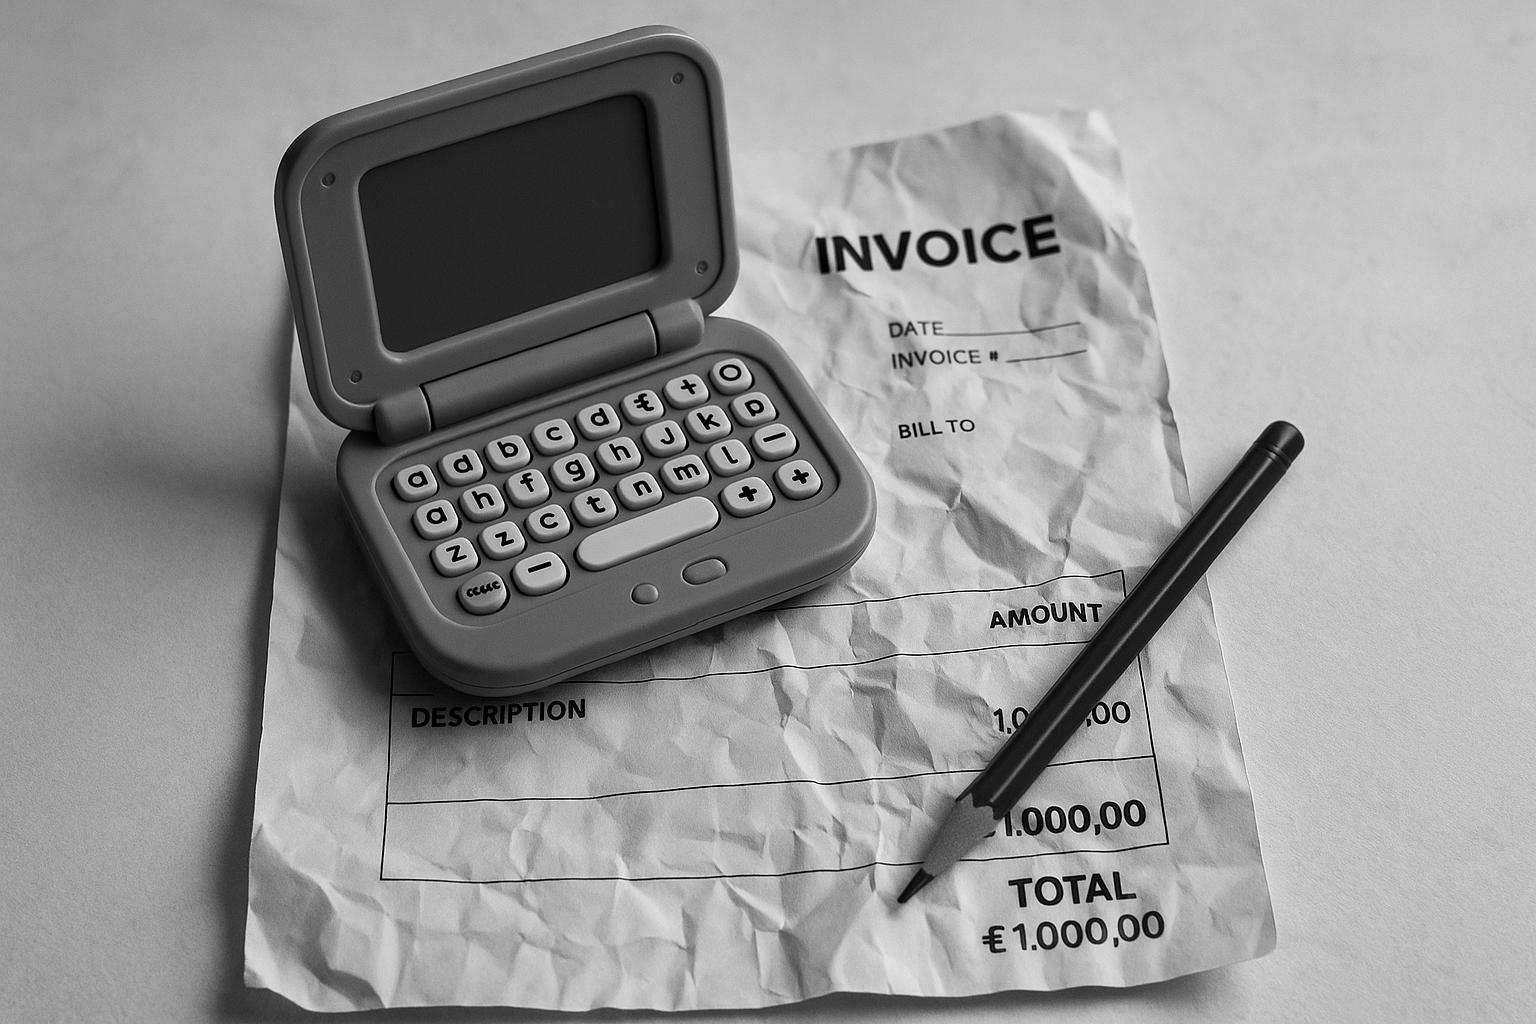 INVOICE
DATE
INVOICE #
BILL TO
a d b c d + O
a h f g h J k D
z z c t n m l −
− + +
AMOUNT
DESCRIPTION
1.000,00
TOTAL
€1.000,00